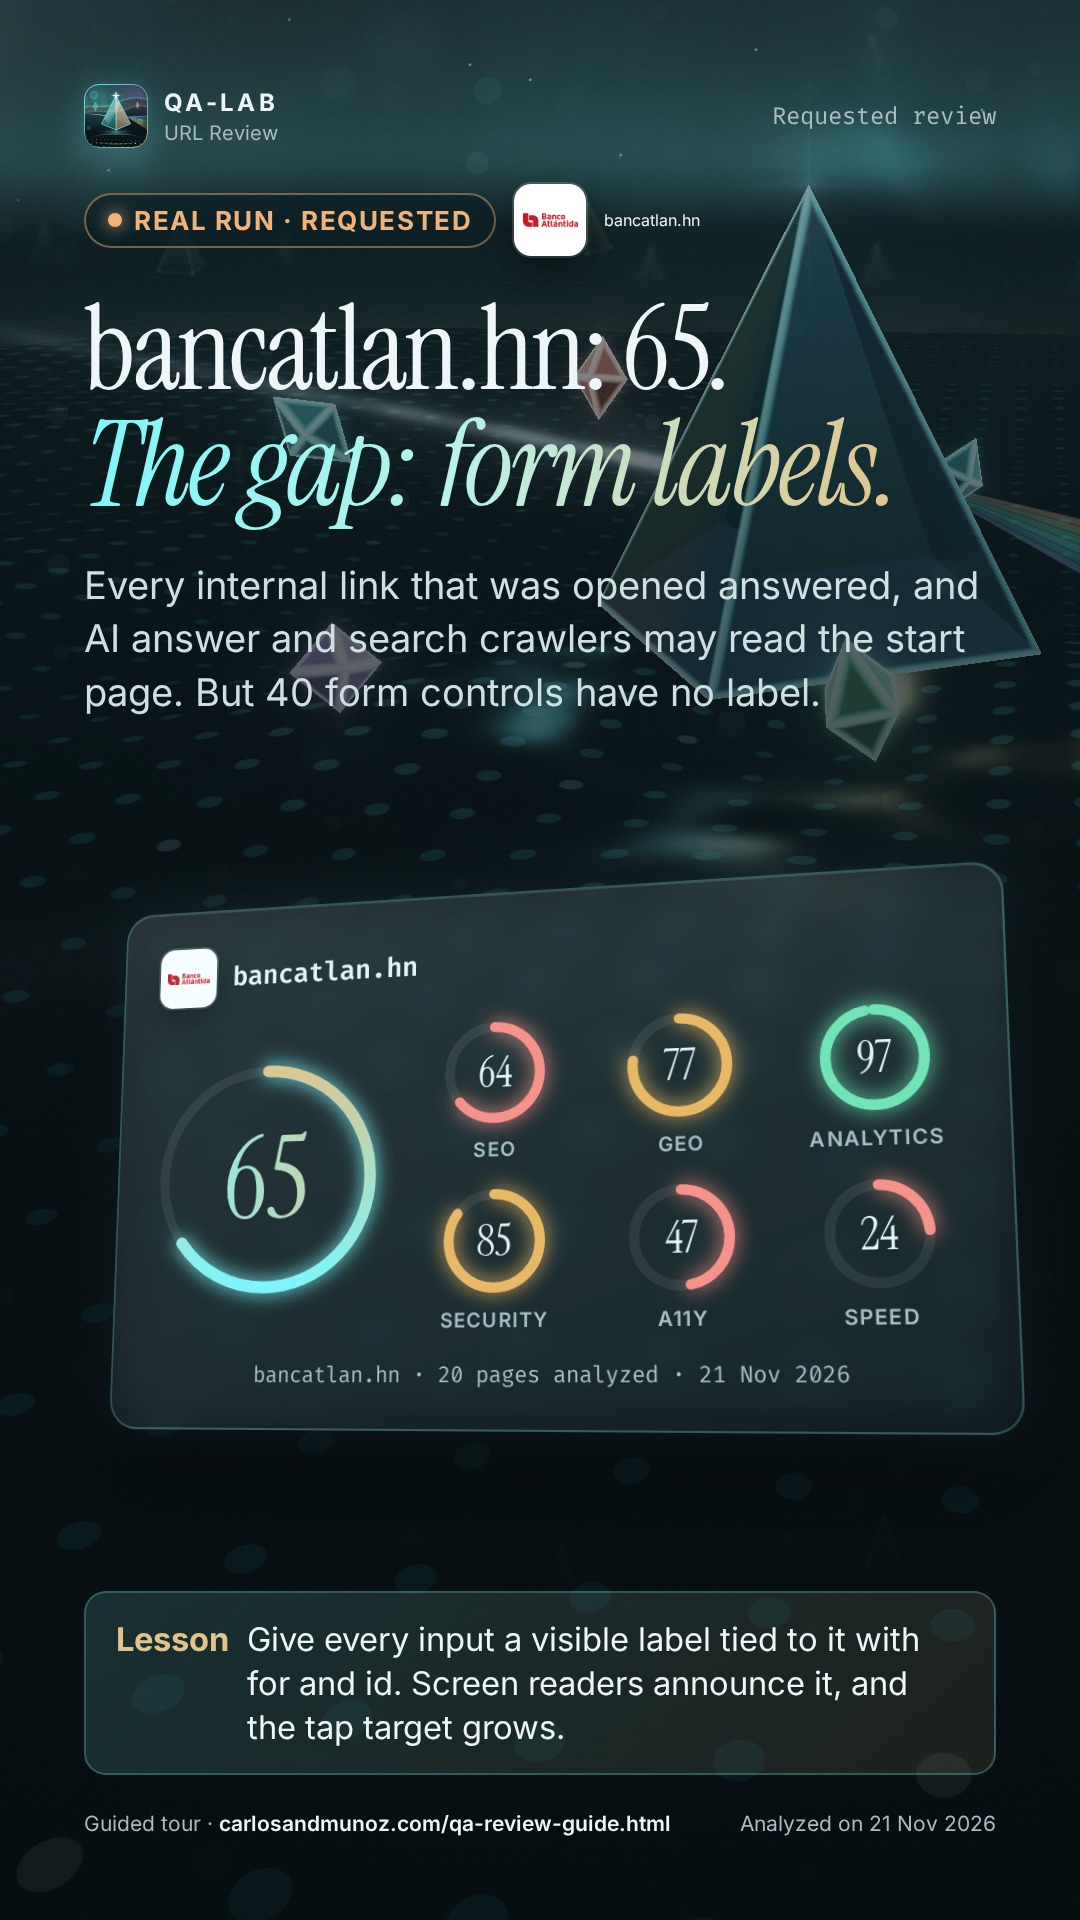 QA-LAB
URL Review
Requested review
REAL RUN · REQUESTED
Banco
Atlántida
bancatlan.hn
bancatlan.hn: 65.
The gap: form labels.
Every internal link that was opened answered, and
AI answer and search crawlers may read the start
page. But 40 form controls have no label.
Banco
Atlántida
bancatlan.hn
65
64
SEO
77
GEO
97
ANALYTICS
85
SECURITY
47
A11Y
24
SPEED
bancatlan.hn · 20 pages analyzed · 21 Nov 2026
Lesson Give every input a visible label tied to it with
for and id. Screen readers announce it, and
the tap target grows.
Guided tour · carlosandmunoz.com/qa-review-guide.html
Analyzed on 21 Nov 2026